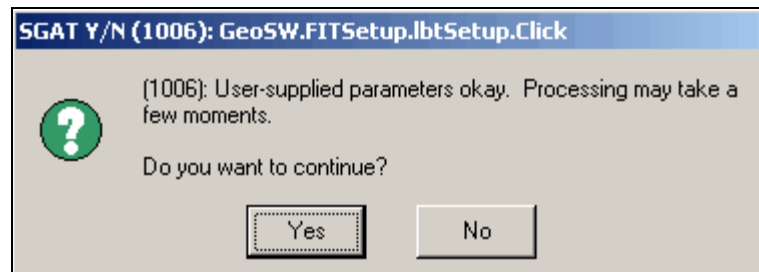 SGAT Y/N (1006): GeoSW.FITSetup.lbtSetup.Click
(1006): User-supplied parameters okay.  Processing may take a
few moments.
Do you want to continue?
Yes
No